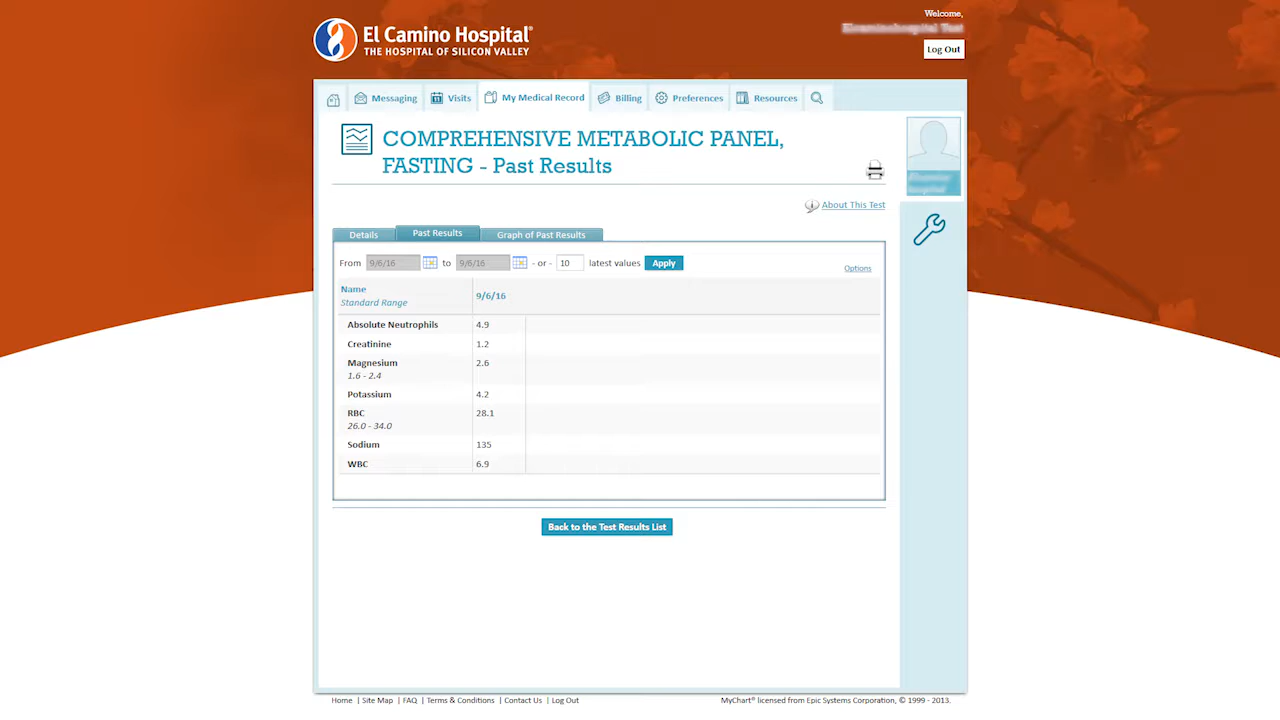 El Camino Hospital®
THE HOSPITAL OF SILICON VALLEY
Welcome,
Log Out
Messaging
Visits
My Medical Record
Billing
Preferences
Resources
COMPREHENSIVE METABOLIC PANEL,
FASTING - Past Results
About This Test
Details
Past Results
Graph of Past Results
From 9/6/16 to 9/6/16 - or - 10 latest values Apply
Options
Name
Standard Range
9/6/16
Absolute Neutrophils 4.9
Creatinine 1.2
Magnesium 2.6
1.6 - 2.4
Potassium 4.2
RBC 28.1
26.0 - 34.0
Sodium 135
WBC 6.9
Back to the Test Results List
Home | Site Map | FAQ | Terms & Conditions | Contact Us | Log Out
MyChart® licensed from Epic Systems Corporation, © 1999 - 2013.